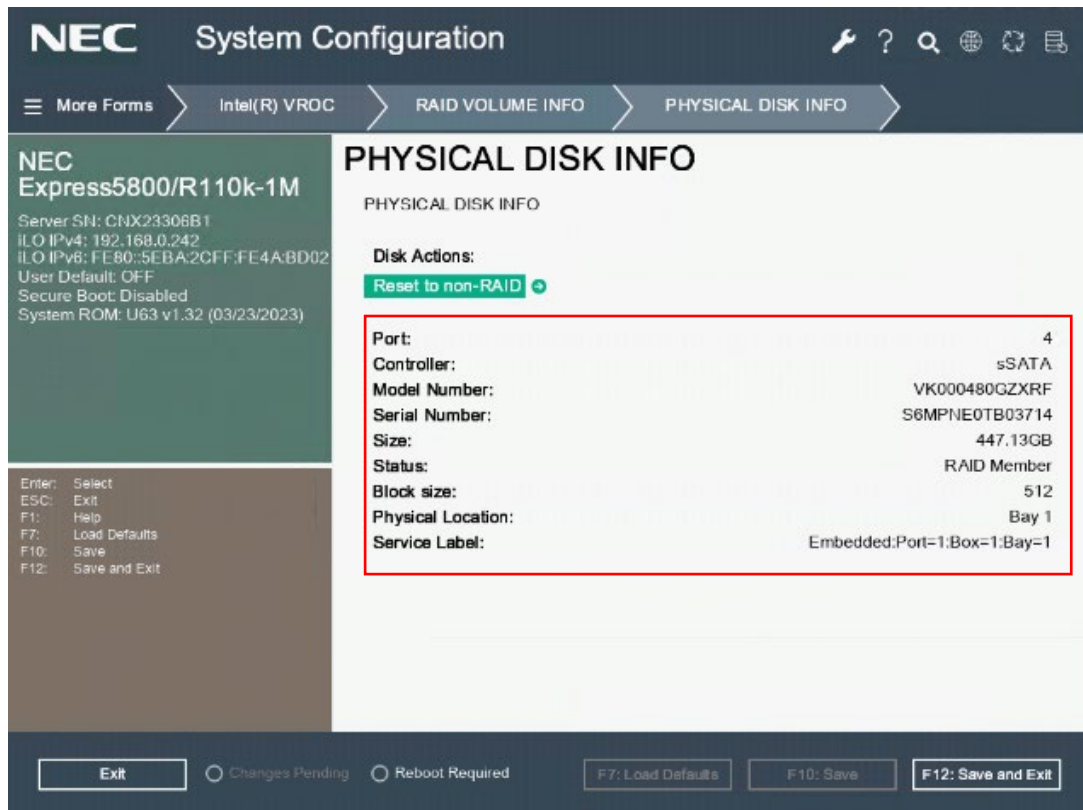 NEC System Configuration
?
More Forms Intel(R) VROC RAID VOLUME INFO PHYSICAL DISK INFO
NEC
Express5800/R110k-1M
Server SN: CNX23306B1
iLO IPv4: 192.168.0.242
iLO IPv6: FE80::5EBA:2CFF:FE4A:BD02
User Default: OFF
Secure Boot: Disabled
System ROM: U63 v1.32 (03/23/2023)
Enter: Select
ESC: Exit
F1: Help
F7: Load Defaults
F10: Save
F12: Save and Exit
PHYSICAL DISK INFO
PHYSICAL DISK INFO
Disk Actions:
Reset to non-RAID
Port: 4
Controller: sSATA
Model Number: VK000480GZXRF
Serial Number: S6MPNE0TB03714
Size: 447.13GB
Status: RAID Member
Block size: 512
Physical Location: Bay 1
Service Label: Embedded:Port=1:Box=1:Bay=1
Exit Changes Pending Reboot Required F7: Load Defaults F10: Save F12: Save and Exit